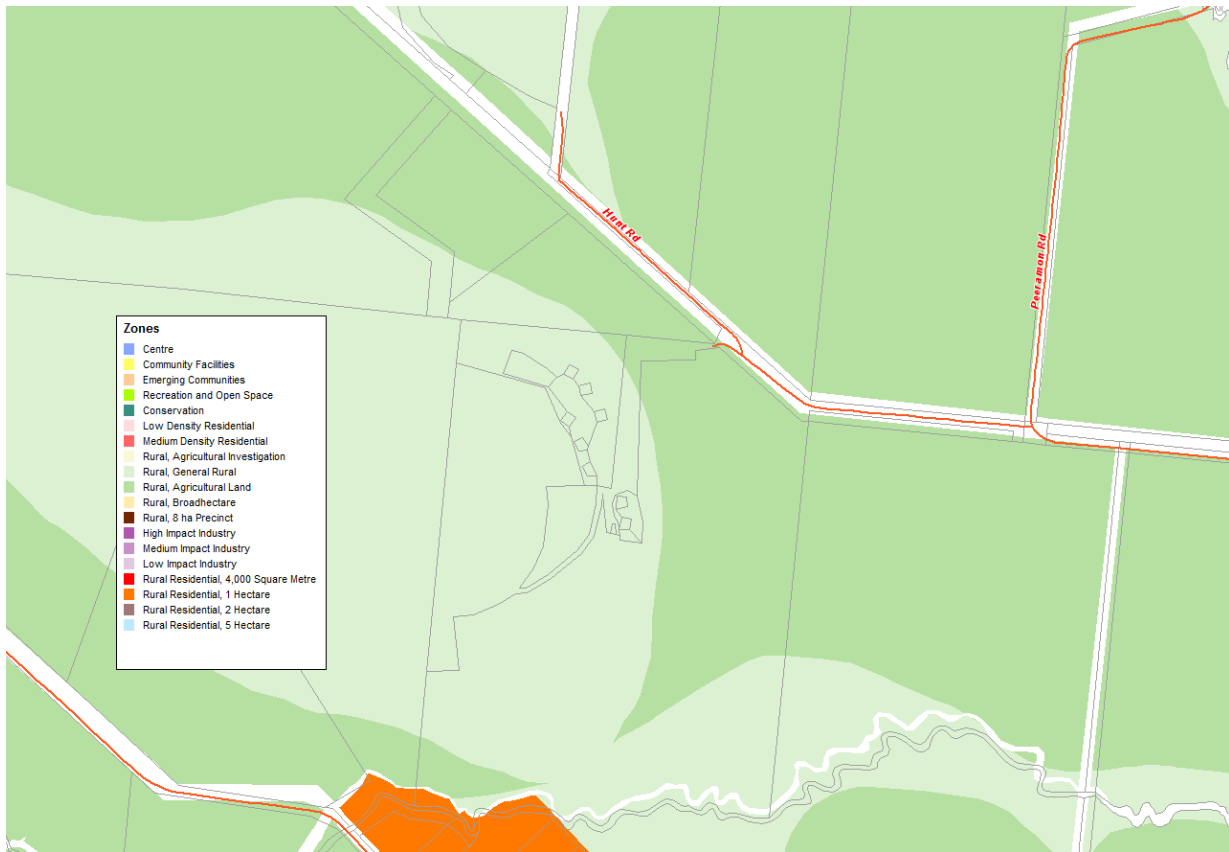 Hunt Rd
Peeramon Rd
Zones
Centre
Community Facilities
Emerging Communities
Recreation and Open Space
Conservation
Low Density Residential
Medium Density Residential
Rural, Agricultural Investigation
Rural, General Rural
Rural, Agricultural Land
Rural, Broadhectare
Rural, 8 ha Precinct
High Impact Industry
Medium Impact Industry
Low Impact Industry
Rural Residential, 4,000 Square Metre
Rural Residential, 1 Hectare
Rural Residential, 2 Hectare
Rural Residential, 5 Hectare